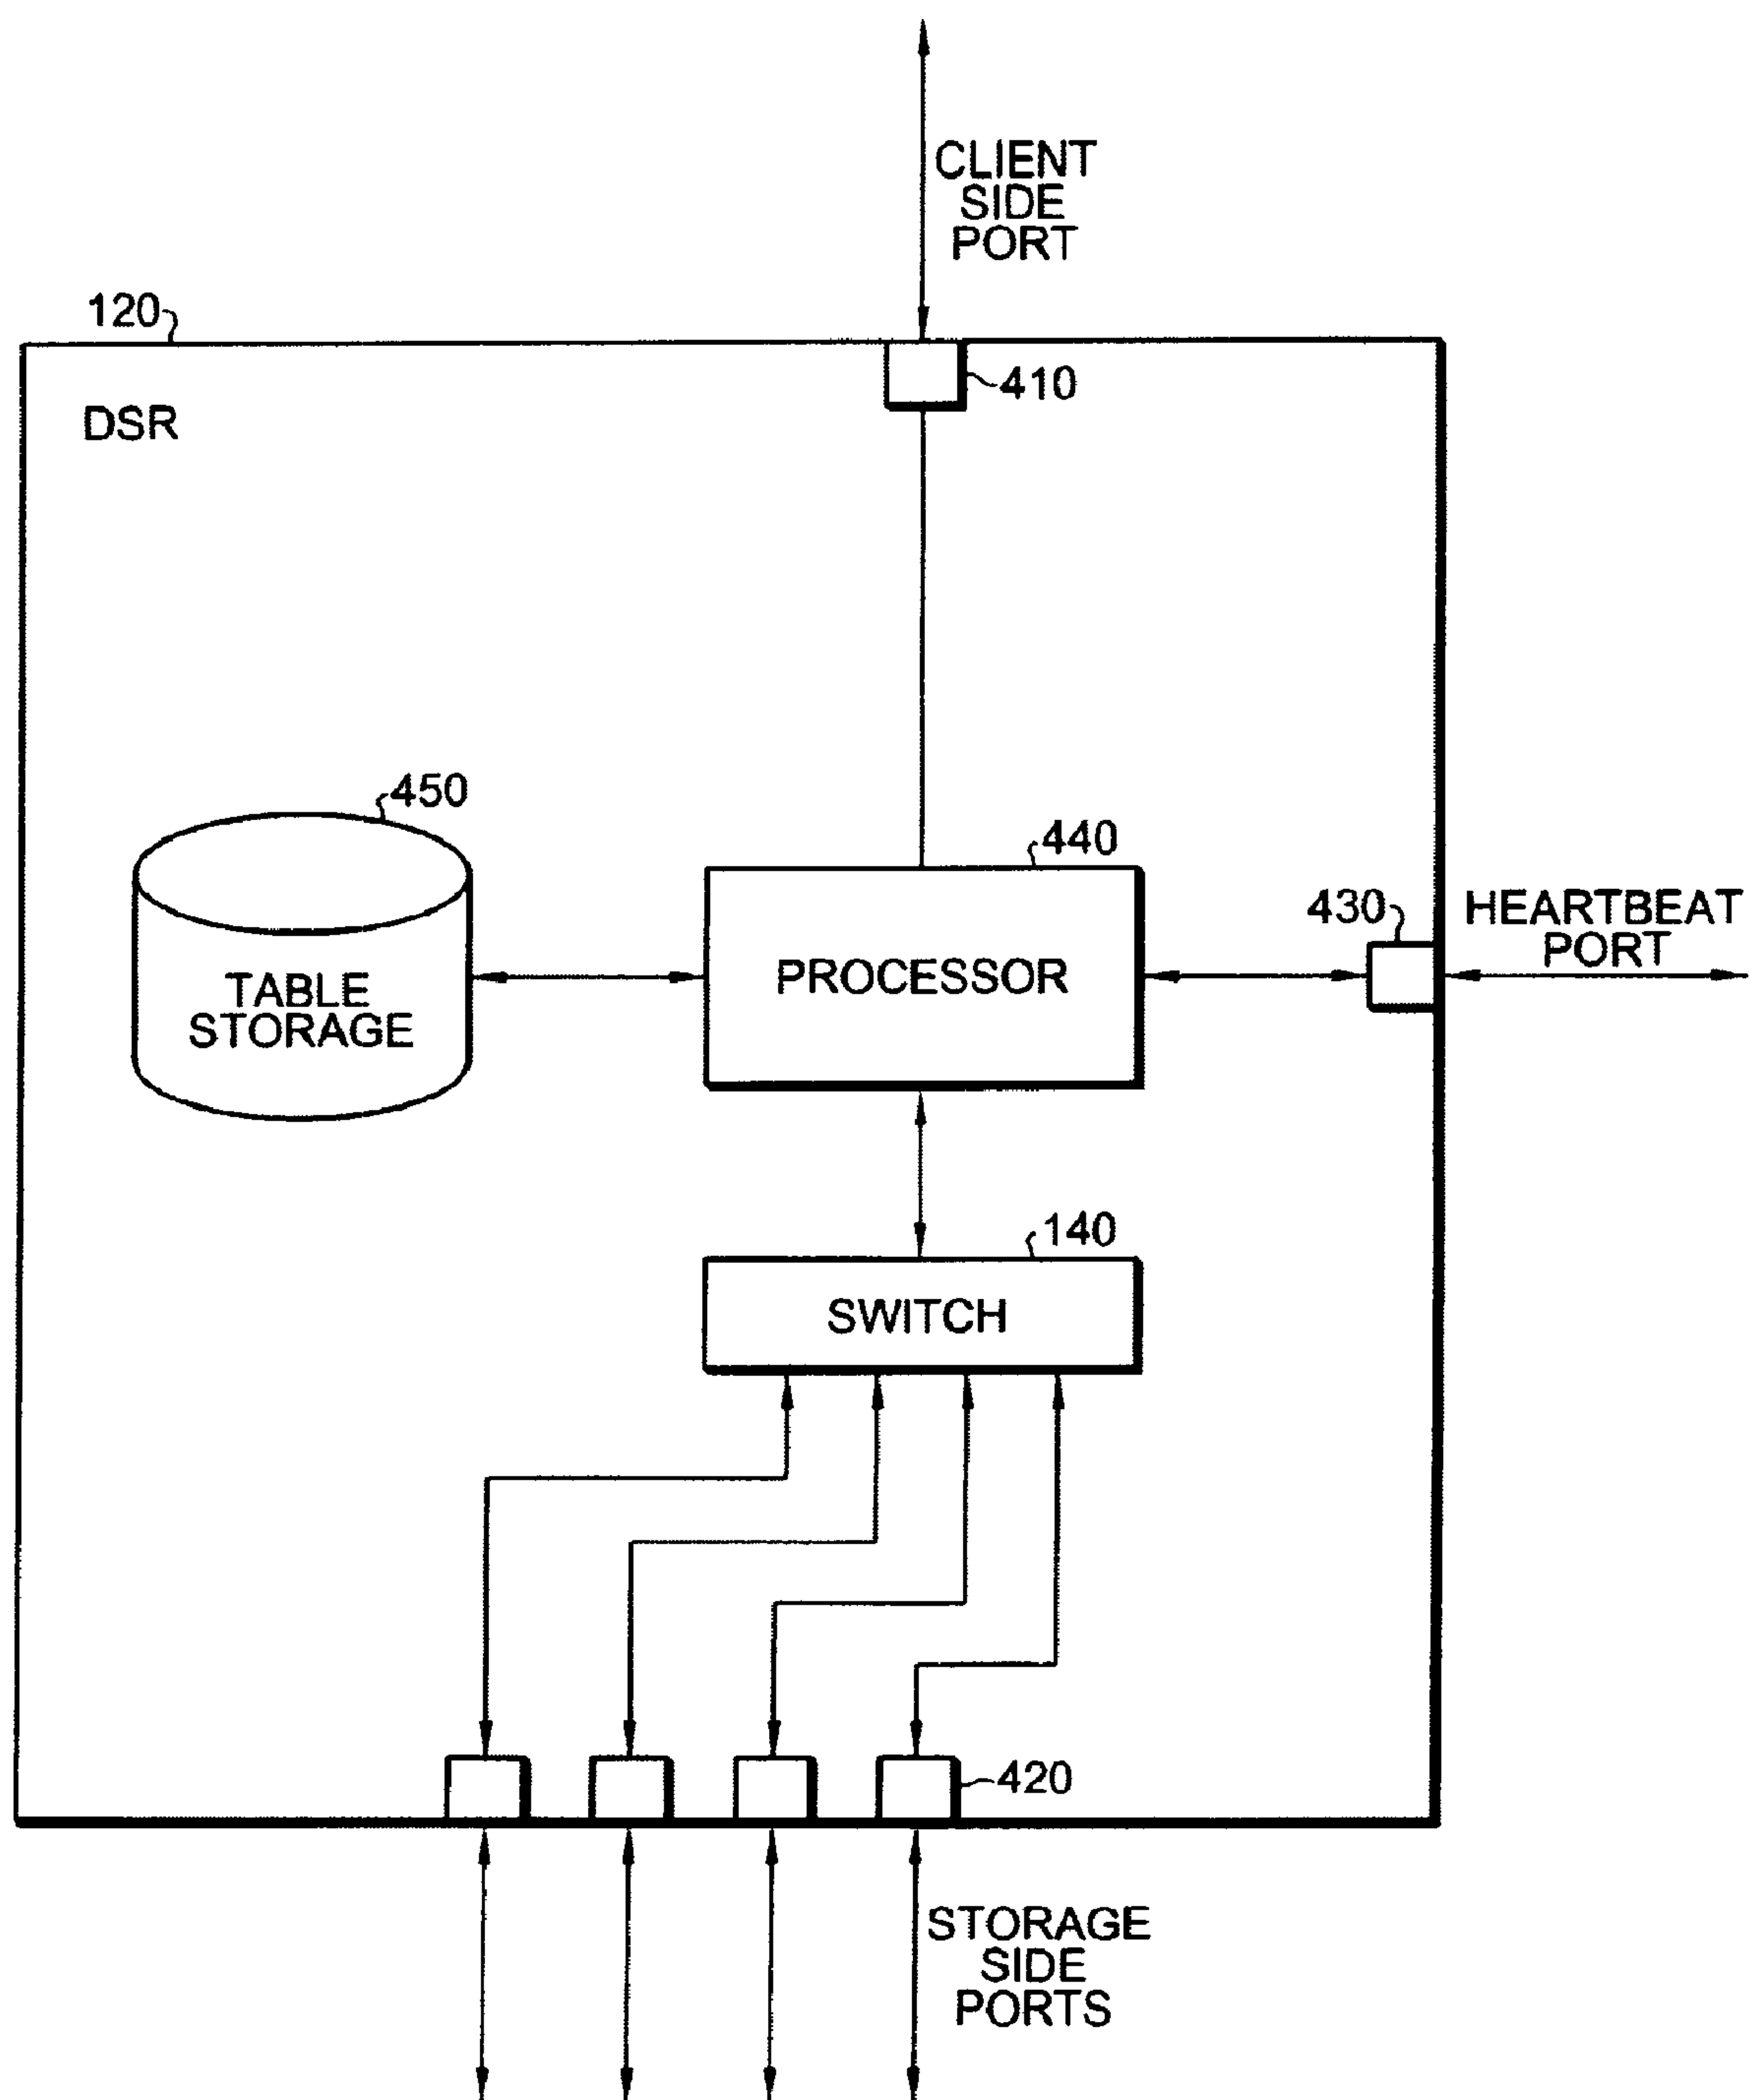 CLIENT
SIDE
PORT
120
410
DSR
450
440
430
HEARTBEAT
PORT
TABLE
STORAGE
PROCESSOR
140
SWITCH
420
STORAGE
SIDE
PORTS